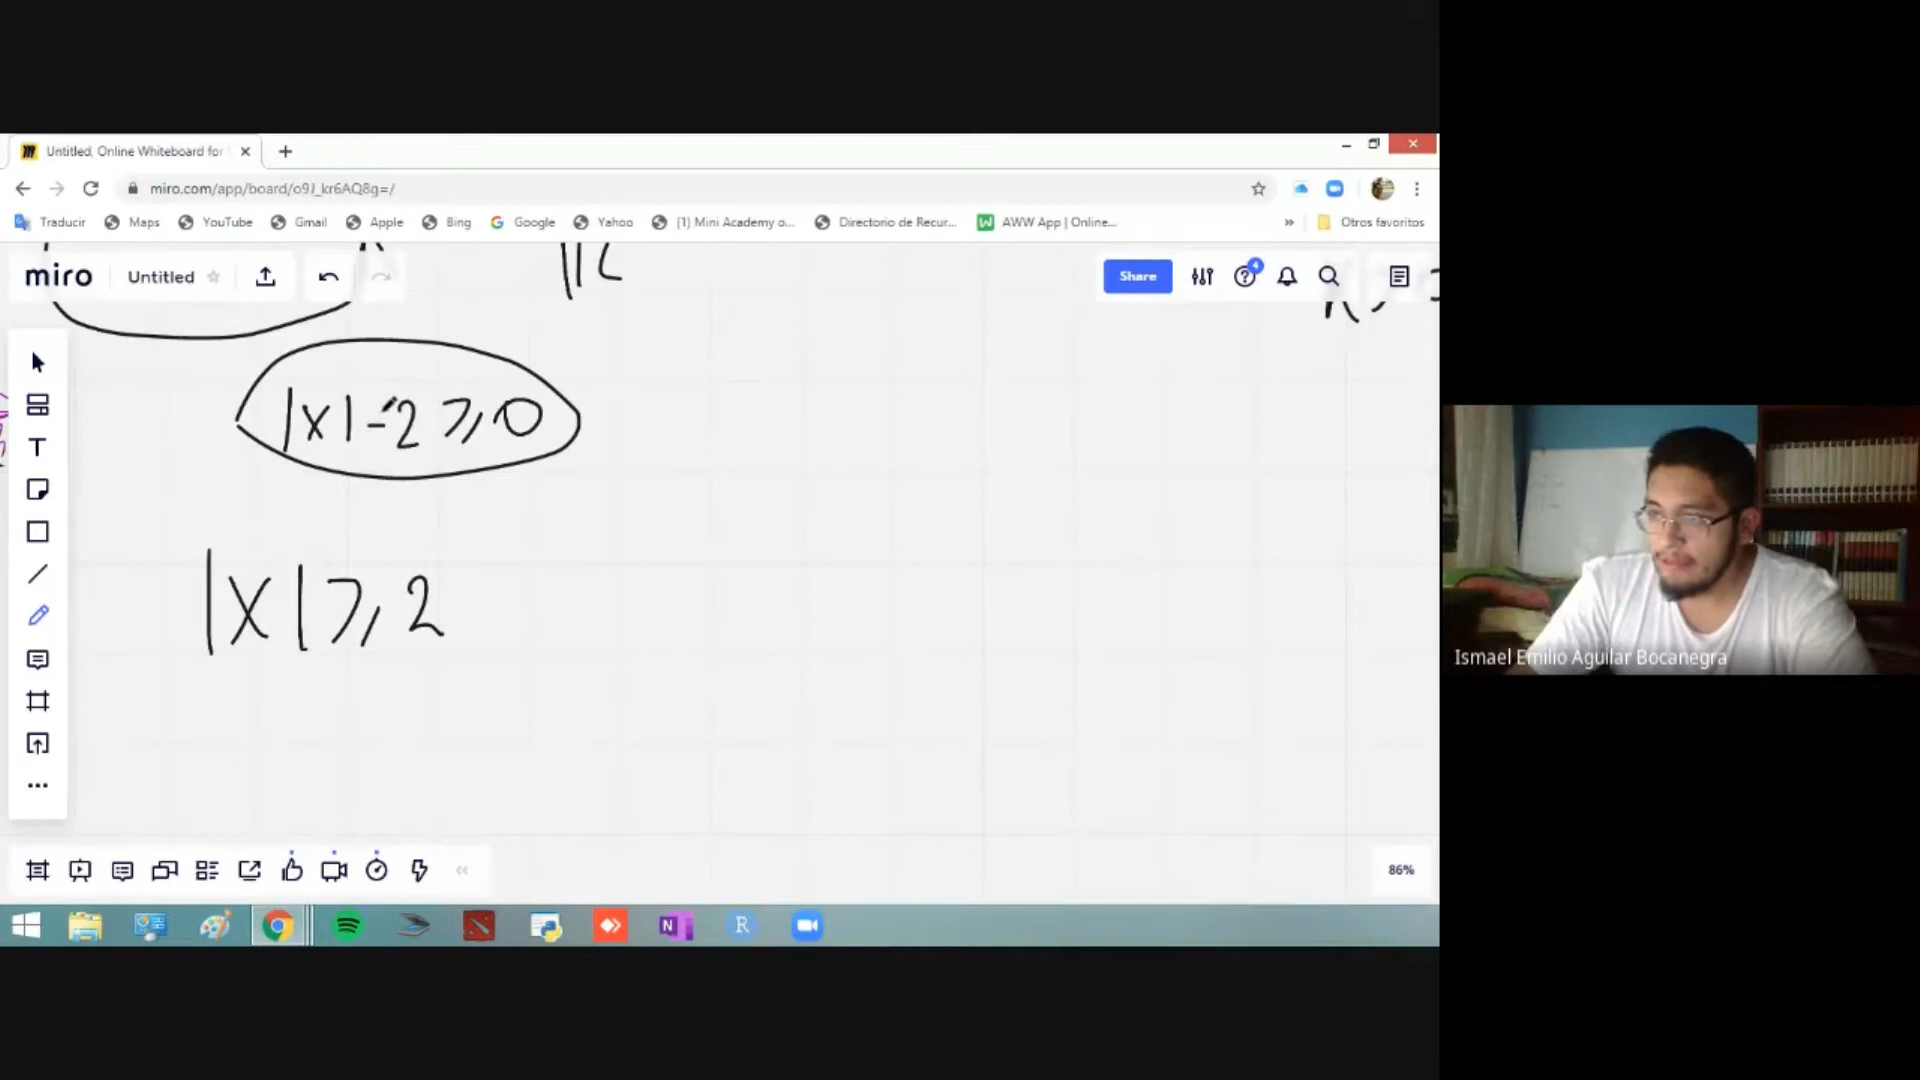 Untitled, Online Whiteboard for
miro.com/app/board/o9J_kr6AQ8g=/
Traducir Maps YouTube Gmail Apple Bing Google Yahoo (1) Mini Academy o... Directorio de Recur... AWW App | Online... » Otros favoritos
miro Untitled Share 4
|x|-2⩾0
|X|⩾2
Ismael Emilio Aguilar Bocanegra
86%